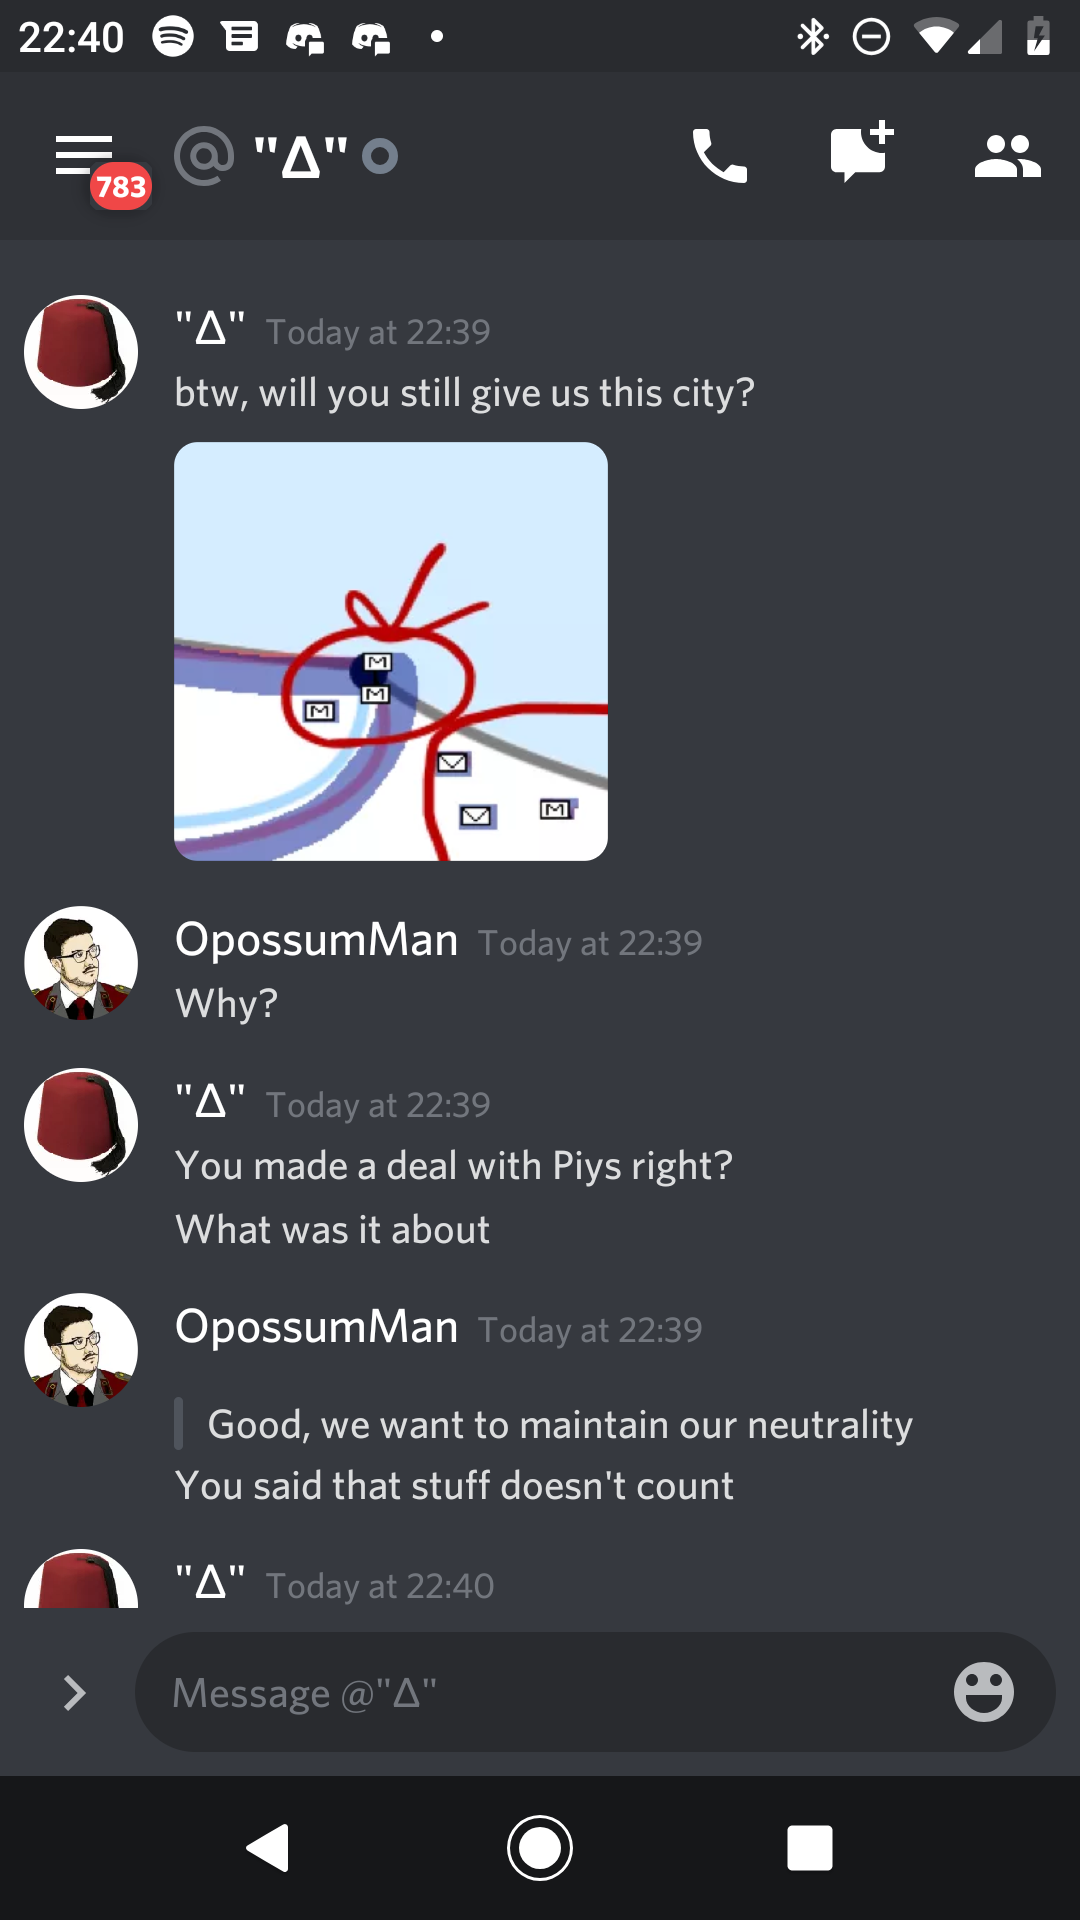 22:40
@ "Δ"
783
"Δ" Today at 22:39
btw, will you still give us this city?
M
M
M
M
OpossumMan Today at 22:39
Why?
"Δ" Today at 22:39
You made a deal with Piys right?
What was it about
OpossumMan Today at 22:39
Good, we want to maintain our neutrality
You said that stuff doesn't count
"Δ" Today at 22:40
Message @"Δ"